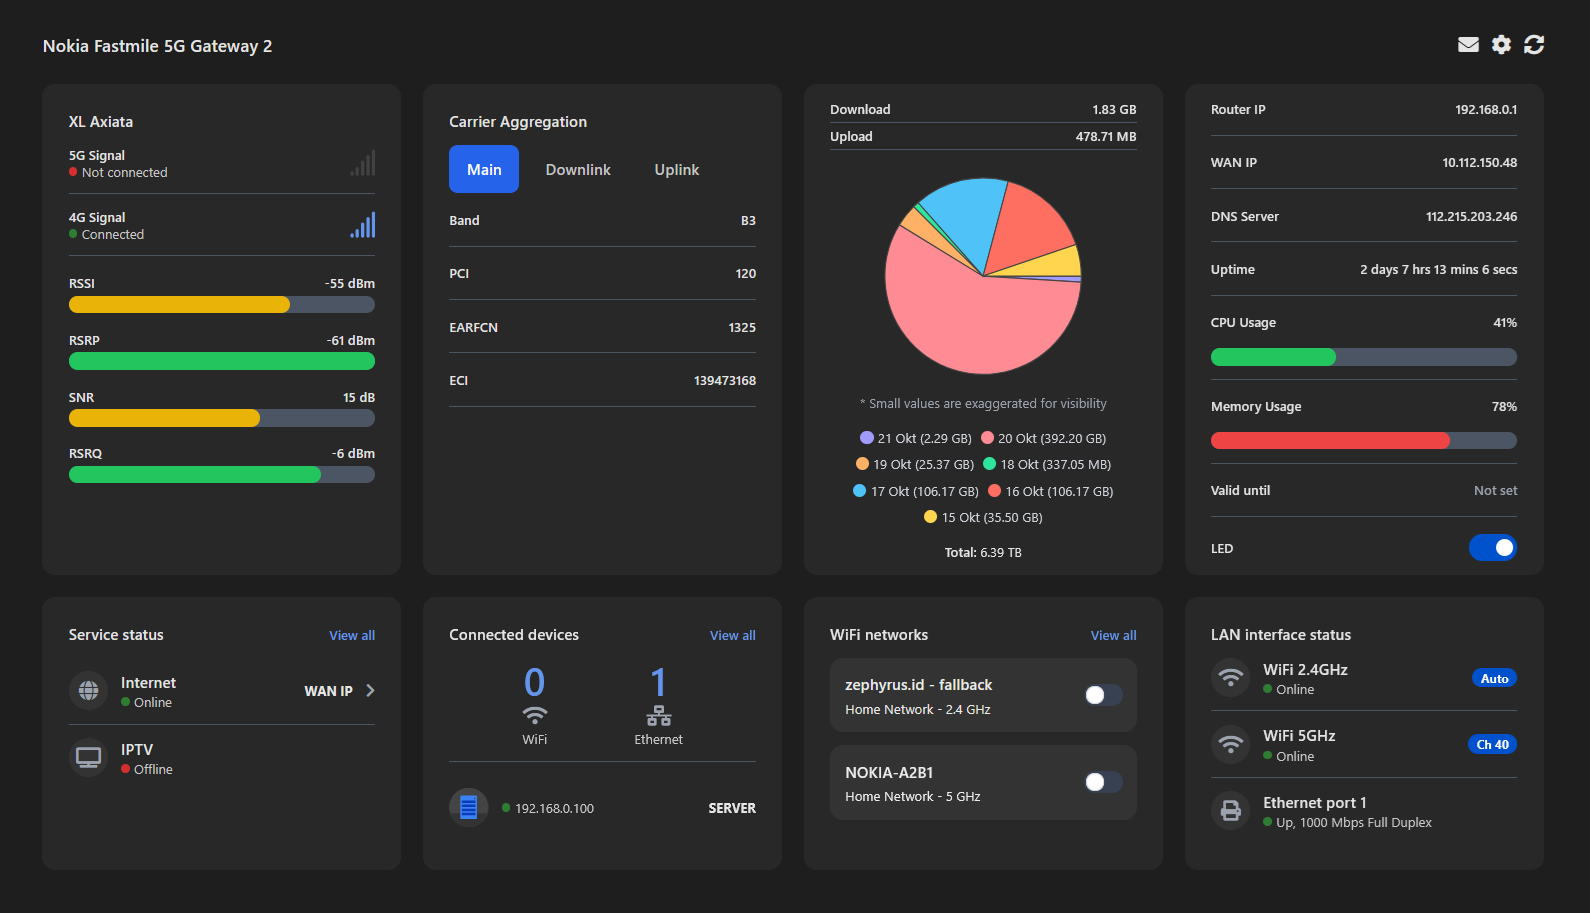 Nokia Fastmile 5G Gateway 2
XL Axiata
5G Signal
Not connected
4G Signal
Connected
RSSI -55 dBm
RSRP -61 dBm
SNR 15 dB
RSRQ -6 dBm
Carrier Aggregation
Main Downlink Uplink
Band B3
PCI 120
EARFCN 1325
ECI 139473168
Download 1.83 GB
Upload 478.71 MB
* Small values are exaggerated for visibility
21 Okt (2.29 GB) 20 Okt (392.20 GB)
19 Okt (25.37 GB) 18 Okt (337.05 MB)
17 Okt (106.17 GB) 16 Okt (106.17 GB)
15 Okt (35.50 GB)
Total: 6.39 TB
Router IP 192.168.0.1
WAN IP 10.112.150.48
DNS Server 112.215.203.246
Uptime 2 days 7 hrs 13 mins 6 secs
CPU Usage 41%
Memory Usage 78%
Valid until Not set
LED
Service status View all
Internet
Online
WAN IP
IPTV
Offline
Connected devices View all
0 1
WiFi Ethernet
192.168.0.100 SERVER
WiFi networks View all
zephyrus.id - fallback
Home Network - 2.4 GHz
NOKIA-A2B1
Home Network - 5 GHz
LAN interface status
WiFi 2.4GHz
Online
Auto
WiFi 5GHz
Online
Ch 40
Ethernet port 1
Up, 1000 Mbps Full Duplex